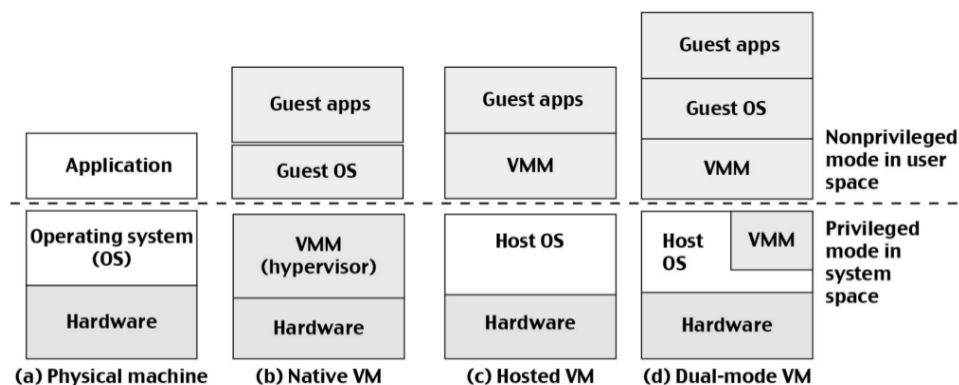 Application
Operating system
(OS)
Hardware
(a) Physical machine
Guest apps
Guest OS
VMM
(hypervisor)
Hardware
(b) Native VM
Guest apps
VMM
Host OS
Hardware
(c) Hosted VM
Guest apps
Guest OS
VMM
Host
OS
VMM
Hardware
(d) Dual-mode VM
Nonprivileged
mode in user
space
Privileged
mode in
system
space